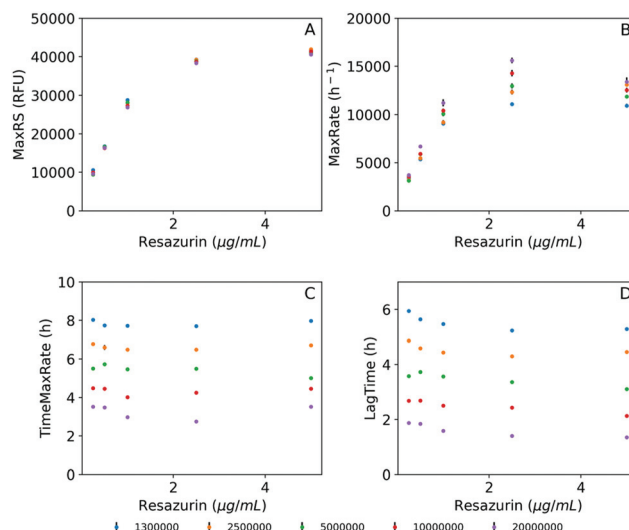 A
50000
40000
30000
20000
10000
0
MaxRS (RFU)
2
4
Resazurin (μg/mL)
B
20000
15000
10000
5000
0
MaxRate (h⁻¹)
2
4
Resazurin (μg/mL)
C
10
8
6
4
2
0
TimeMaxRate (h)
2
4
Resazurin (μg/mL)
D
6
4
2
0
LagTime (h)
2
4
Resazurin (μg/mL)
1300000 2500000 5000000 10000000 200000000